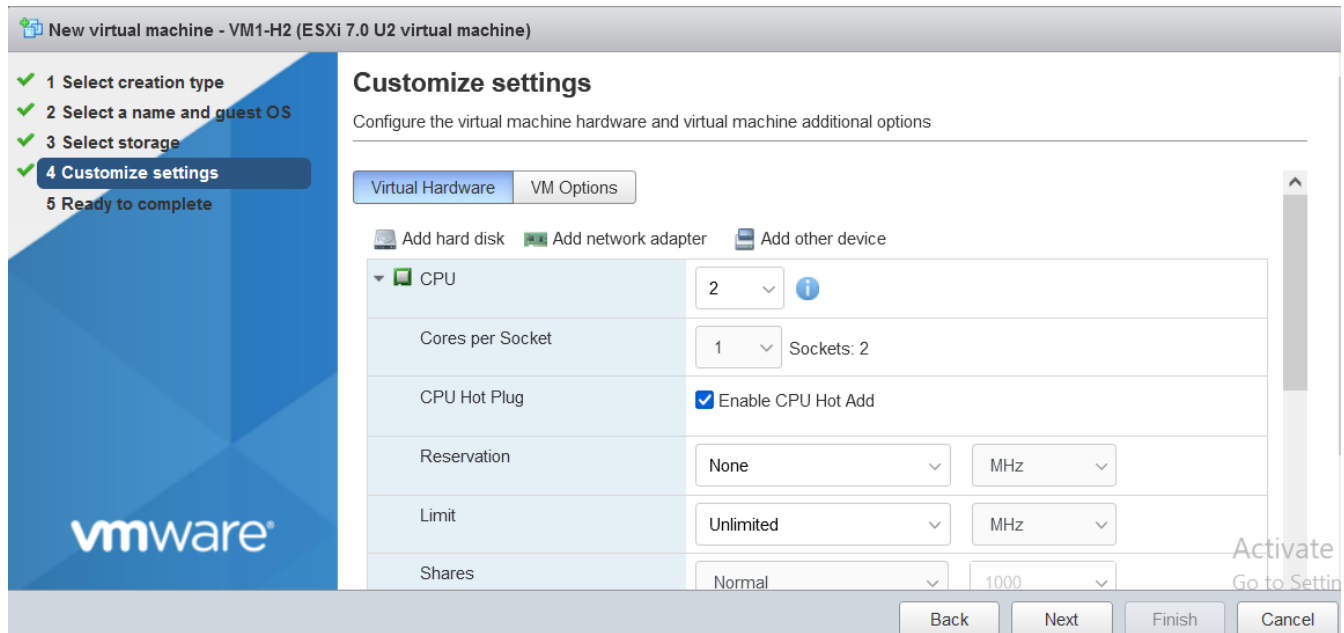 New virtual machine - VM1-H2 (ESXi 7.0 U2 virtual machine)
1 Select creation type
2 Select a name and guest OS
3 Select storage
4 Customize settings
5 Ready to complete
vmware®
Customize settings
Configure the virtual machine hardware and virtual machine additional options
Virtual Hardware VM Options
Add hard disk Add network adapter Add other device
CPU 2
Cores per Socket 1 Sockets: 2
CPU Hot Plug Enable CPU Hot Add
Reservation None MHz
Limit Unlimited MHz
Shares Normal 1000
Activate
Go to Settin
Back Next Finish Cancel